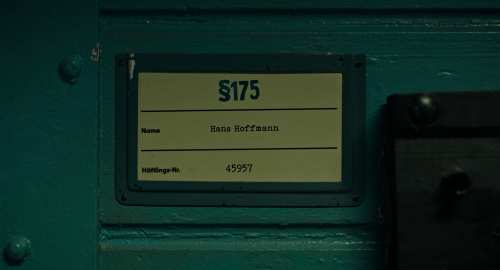 §175
Name Hans Hoffmann
Häftlings-Nr. 45957